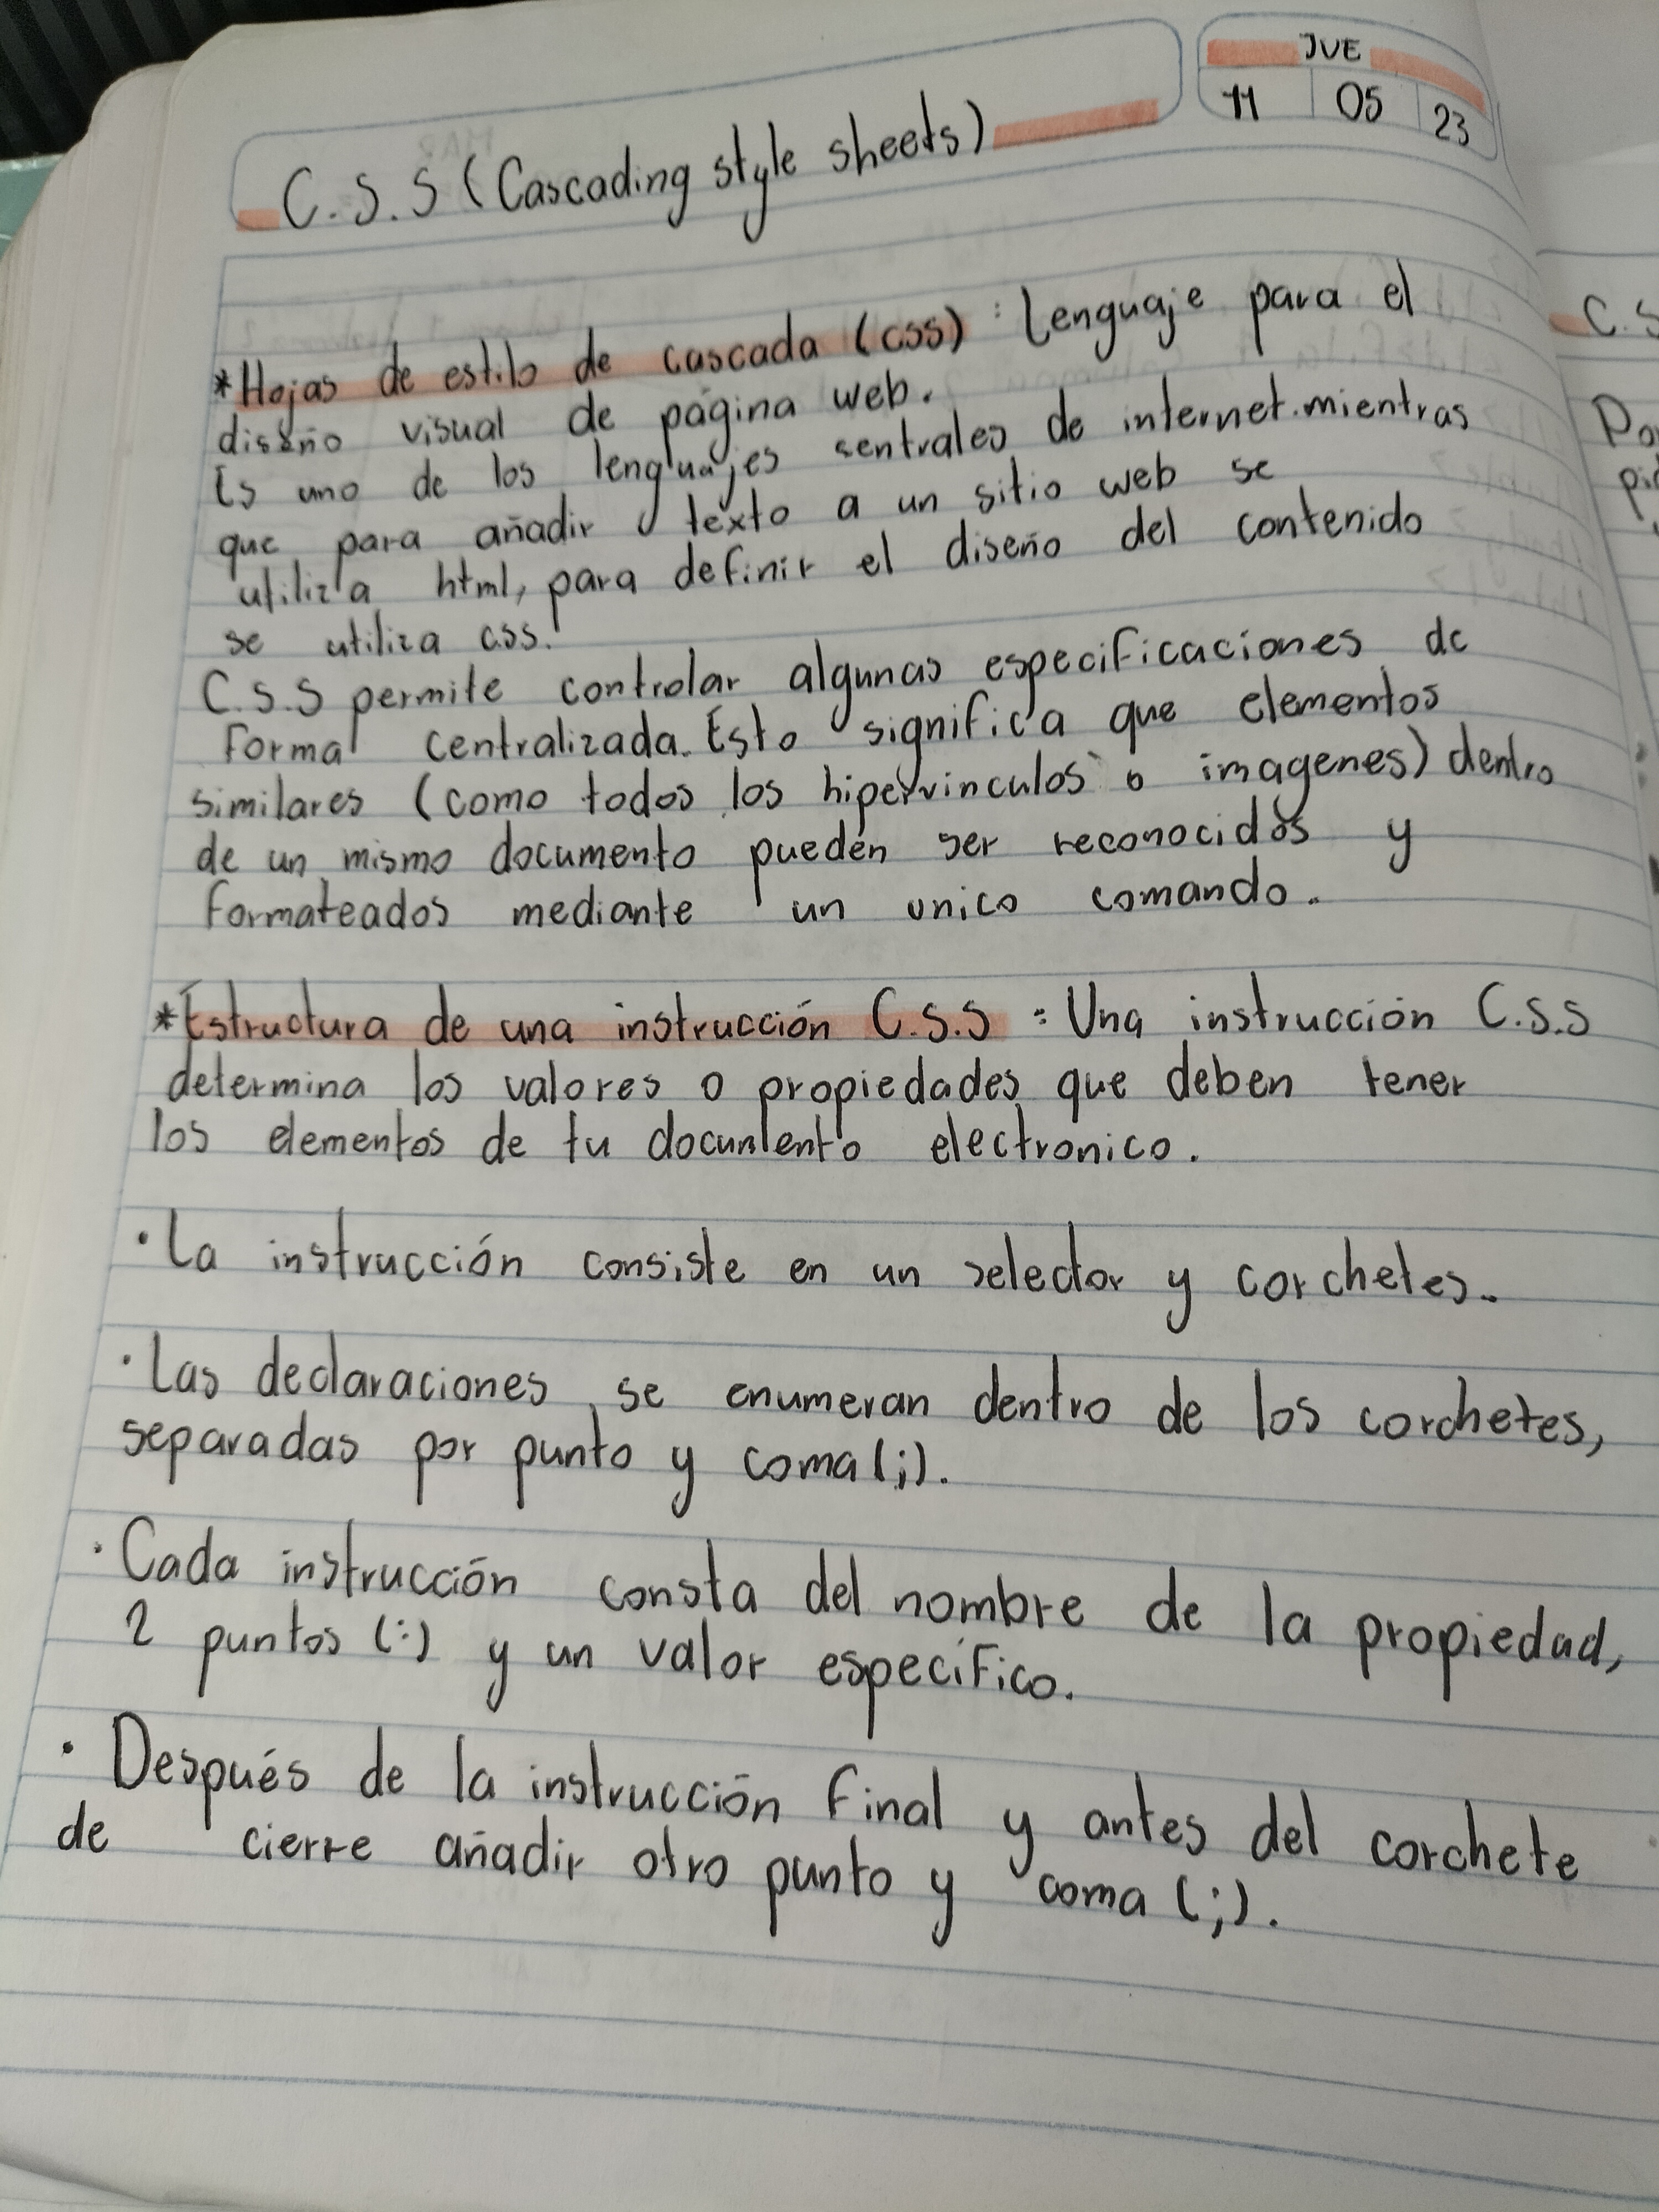 JUE
11 05 23
C.S.S (Cascading style sheets)
*Hojas de estilo de cascada (css) : Lenguaje para el
diseño visual de página web.
Es uno de los lenguajes sentrales de internet.mientras
que para añadir texto a un sitio web se
utiliza html, para definir el diseño del contenido
se utiliza css.
C.S.S permite controlar algunas especificaciones de
forma centralizada. Esto significa que elementos
similares (como todos los hipervinculos o imagenes) dentro
de un mismo documento pueden ser reconocidos y
formateados mediante un unico comando.
*Estructura de una instrucción C.S.S : Una instrucción C.S.S
determina los valores o propiedades que deben tener
los elementos de tu documento electronico.
· La instrucción consiste en un selector y corchetes.
· Las declaraciones se enumeran dentro de los corchetes,
separadas por punto y coma (;).
· Cada instrucción consta del nombre de la propiedad,
2 puntos (:) y un valor específico.
· Después de la instrucción final y antes del corchete
de cierre añadir otro punto y coma (;).